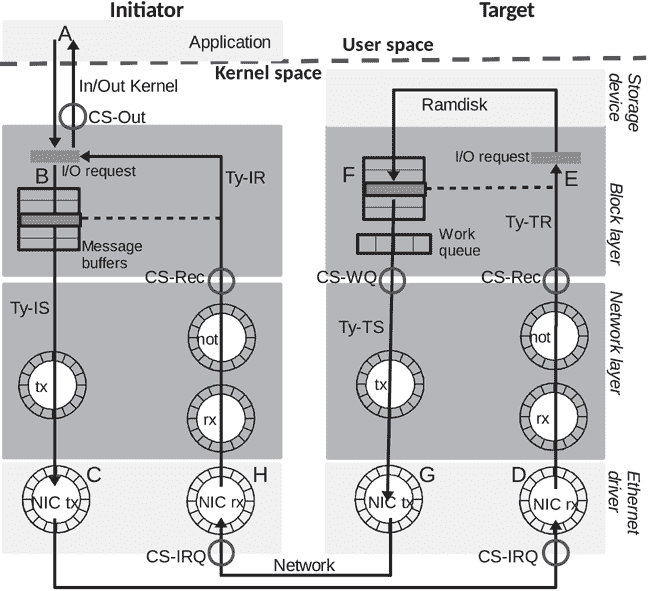 Initiator
Target
A
Application
User space
Kernel space
In/Out Kernel
CS-Out
Ramdisk
Storage
device
I/O request
B
I/O request
Ty-IR
F
E
Message
buffers
Work
queue
Ty-TR
Block layer
CS-Rec
CS-WQ
CS-Rec
Ty-IS
not
Ty-TS
not
Network layer
tx
rx
tx
rx
C
H
G
D
NIC tx
NIC rx
NIC tx
NIC rx
Ethernet
driver
CS-IRQ
CS-IRQ
Network